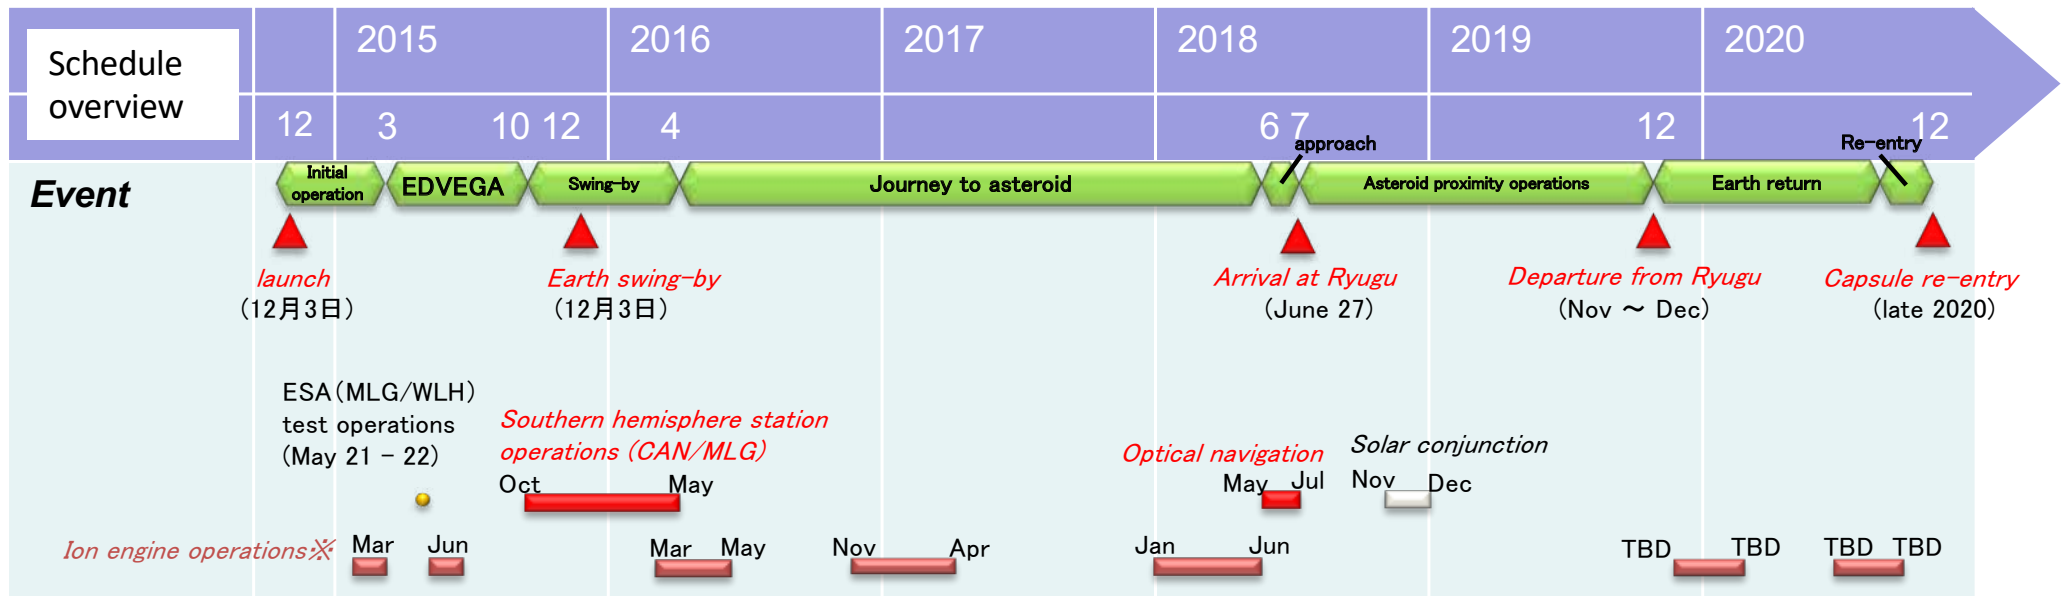 Schedule
overview
2015 2016 2017 2018 2019 2020
12 3 10 12 4 6 7 12 12
approach
Re-entry
Event
Initial
operation
EDVEGA
Swing-by
Journey to asteroid
Asteroid proximity operations
Earth return
launch
(12月3日)
Earth swing-by
(12月3日)
Arrival at Ryugu
(June 27)
Departure from Ryugu
(Nov ～ Dec)
Capsule re-entry
(late 2020)
ESA(MLG/WLH)
test operations
(May 21 - 22)
Southern hemisphere station
operations (CAN/MLG)
Oct May
Optical navigation
May Jul
Solar conjunction
Nov Dec
Ion engine operations※
Mar Jun Mar May Nov Apr Jan Jun TBD TBD TBD TBD